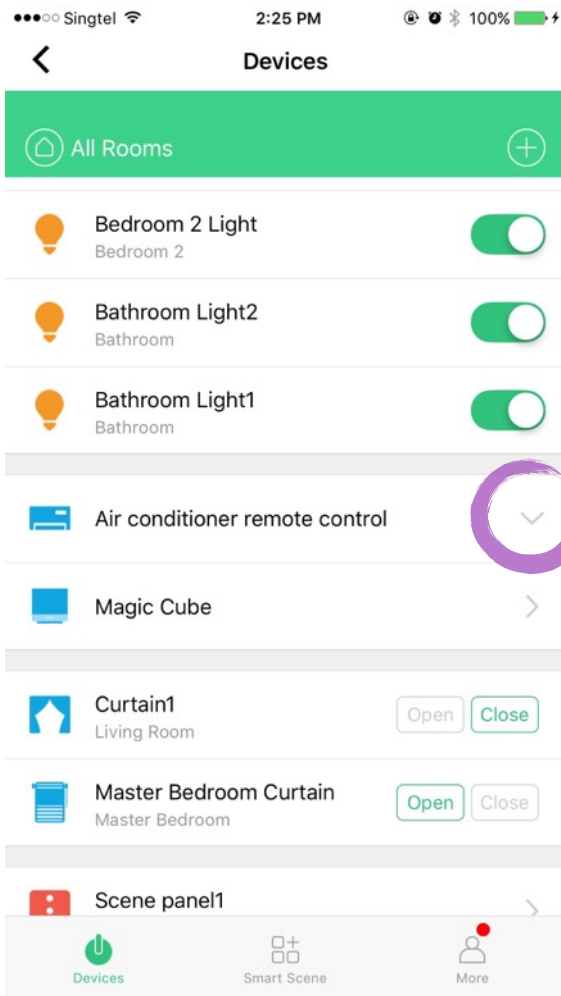 Singtel 2:25 PM 100%
Devices
All Rooms
Bedroom 2 Light
Bedroom 2
Bathroom Light2
Bathroom
Bathroom Light1
Bathroom
Air conditioner remote control
Magic Cube
Curtain1
Living Room
Open Close
Master Bedroom Curtain
Master Bedroom
Open Close
Scene panel1
Devices Smart Scene More